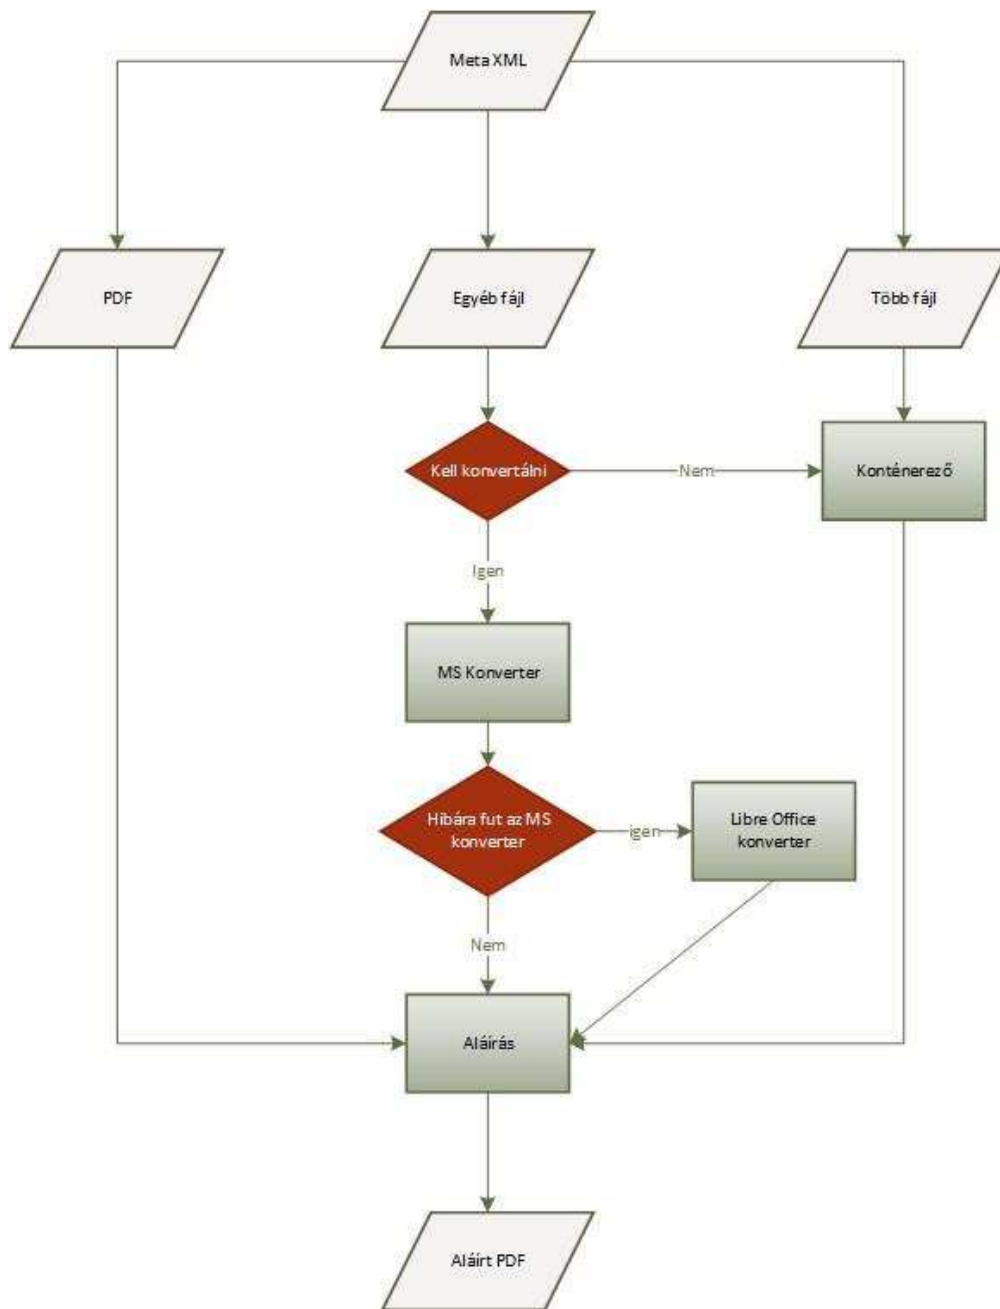 Meta XML
PDF
Egyéb fájl
Több fájl
Kell konvertálni
Nem
Konténerező
Igen
MS Konverter
Hibára fut az MS
konverter
igen
Libre Office
konverter
Nem
Aláírás
Aláírt PDF